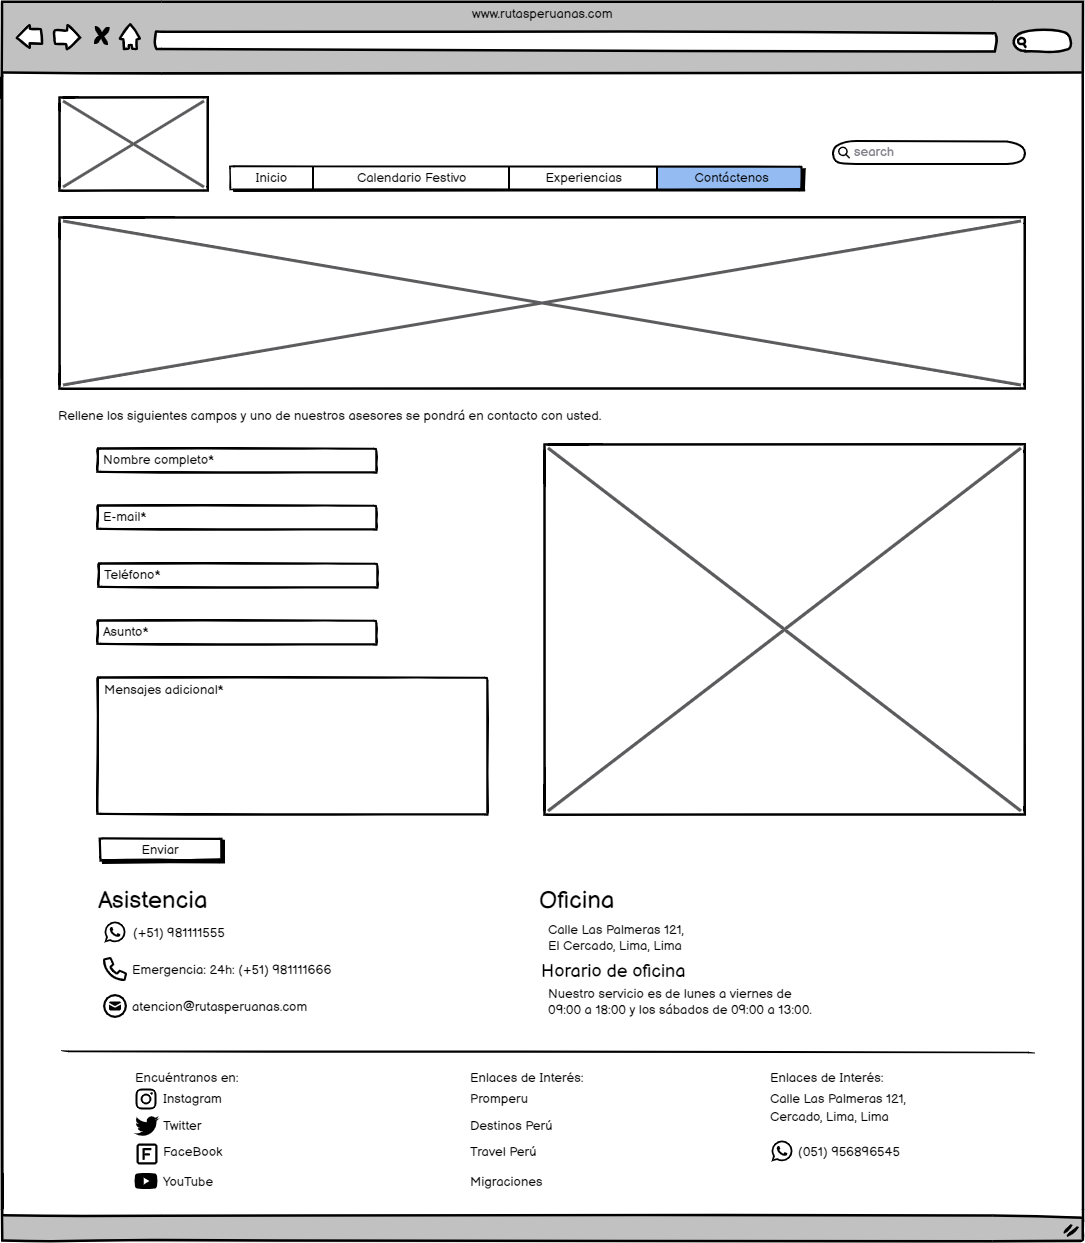 www.rutasperuanas.com
search
Inicio
Calendario Festivo
Experiencias
Contáctenos
Rellene los siguientes campos y uno de nuestros asesores se pondrá en contacto con usted.
Nombre completo*
E-mail*
Teléfono*
Asunto*
Mensajes adicional*
Enviar
Asistencia
(+51) 981111555
Emergencia: 24h: (+51) 981111666
atencion@rutasperuanas.com
Oficina
Calle Las Palmeras 121,
El Cercado, Lima, Lima
Horario de oficina
Nuestro servicio es de lunes a viernes de
09:00 a 18:00 y los sábados de 09:00 a 13:00.
Encuéntranos en:
Instagram
Twitter
F FaceBook
YouTube
Enlaces de Interés:
Promperu
Destinos Perú
Travel Perú
Migraciones
Enlaces de Interés:
Calle Las Palmeras 121,
Cercado, Lima, Lima
(051) 956896545